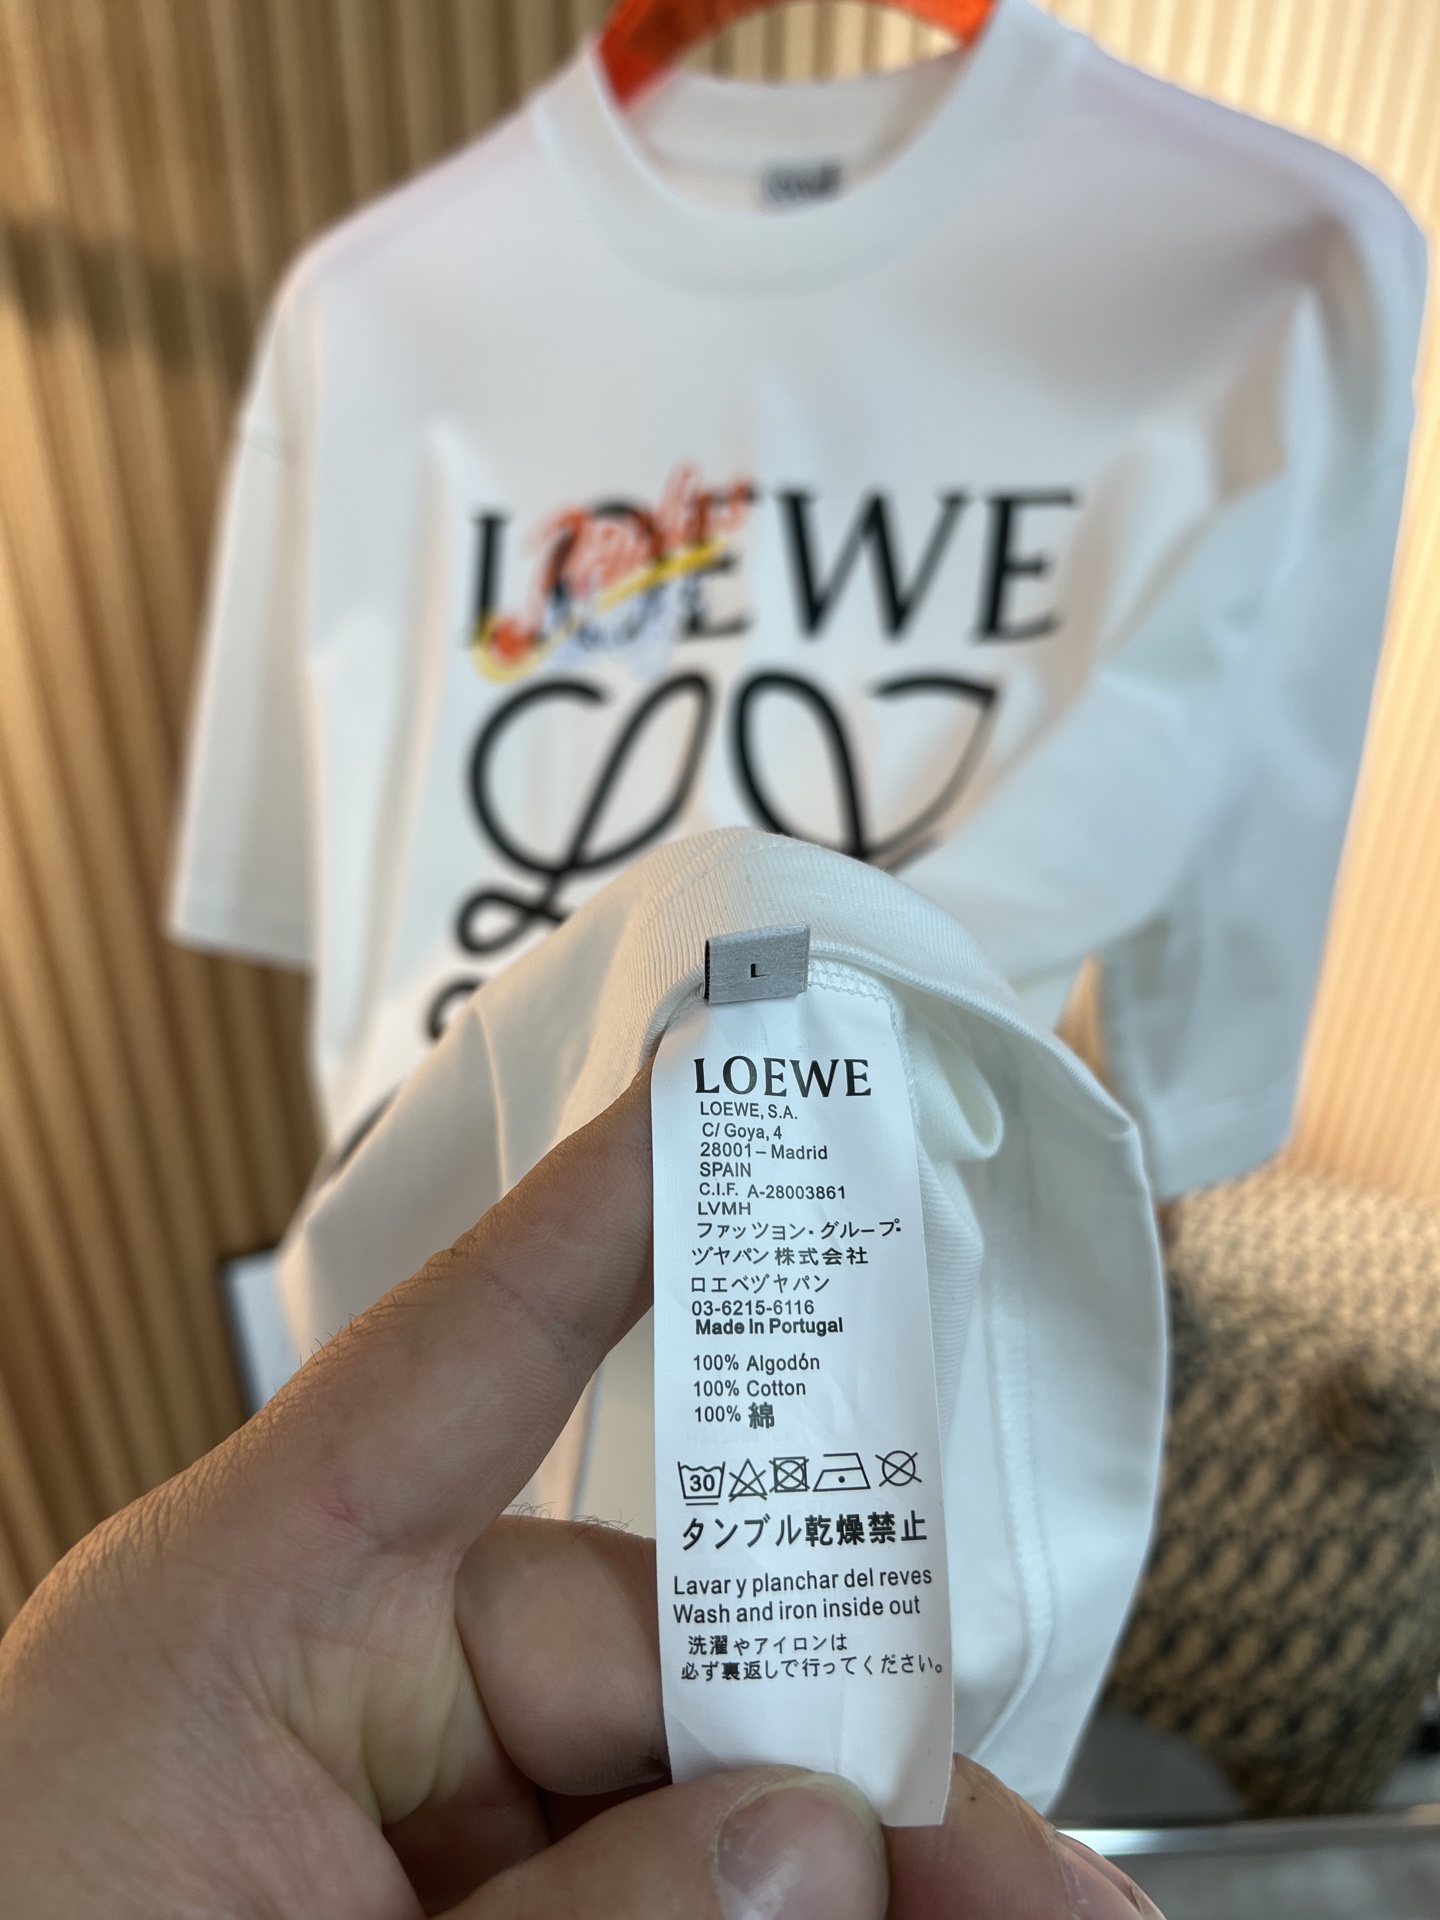 LOEWE
L
LOEWE
LOEWE, S.A.
C/ Goya, 4
28001 – Madrid
SPAIN
C.I.F. A-28003861
LVMH
ファッツョン・グループ・
ヅャパン株式会社
ロエベヅャパン
03-6215-6116
Made in Portugal
100% Algodón
100% Cotton
100% 綿
30
タンブル乾燥禁止
Lavar y planchar del reves
Wash and iron inside out
洗濯やアイロンは
必ず裏返しで行ってください。